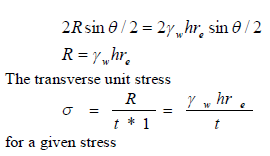 2R sin θ / 2 = 2γ_w hr_e sin θ / 2
R = γ_w hr_e
The transverse unit stress
σ = R / (t * 1) = γ_w hr_e / t
for a given stress